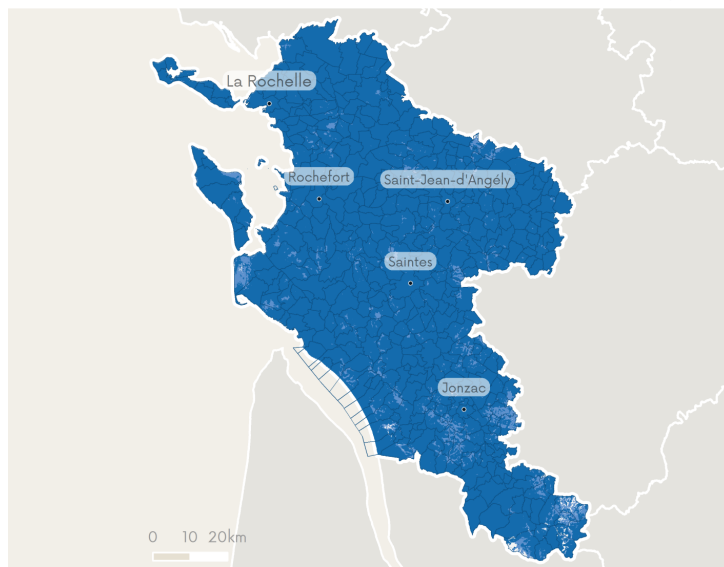 La Rochelle
Rochefort
Saint-Jean-d'Angély
Saintes
Jonzac
0 10 20km